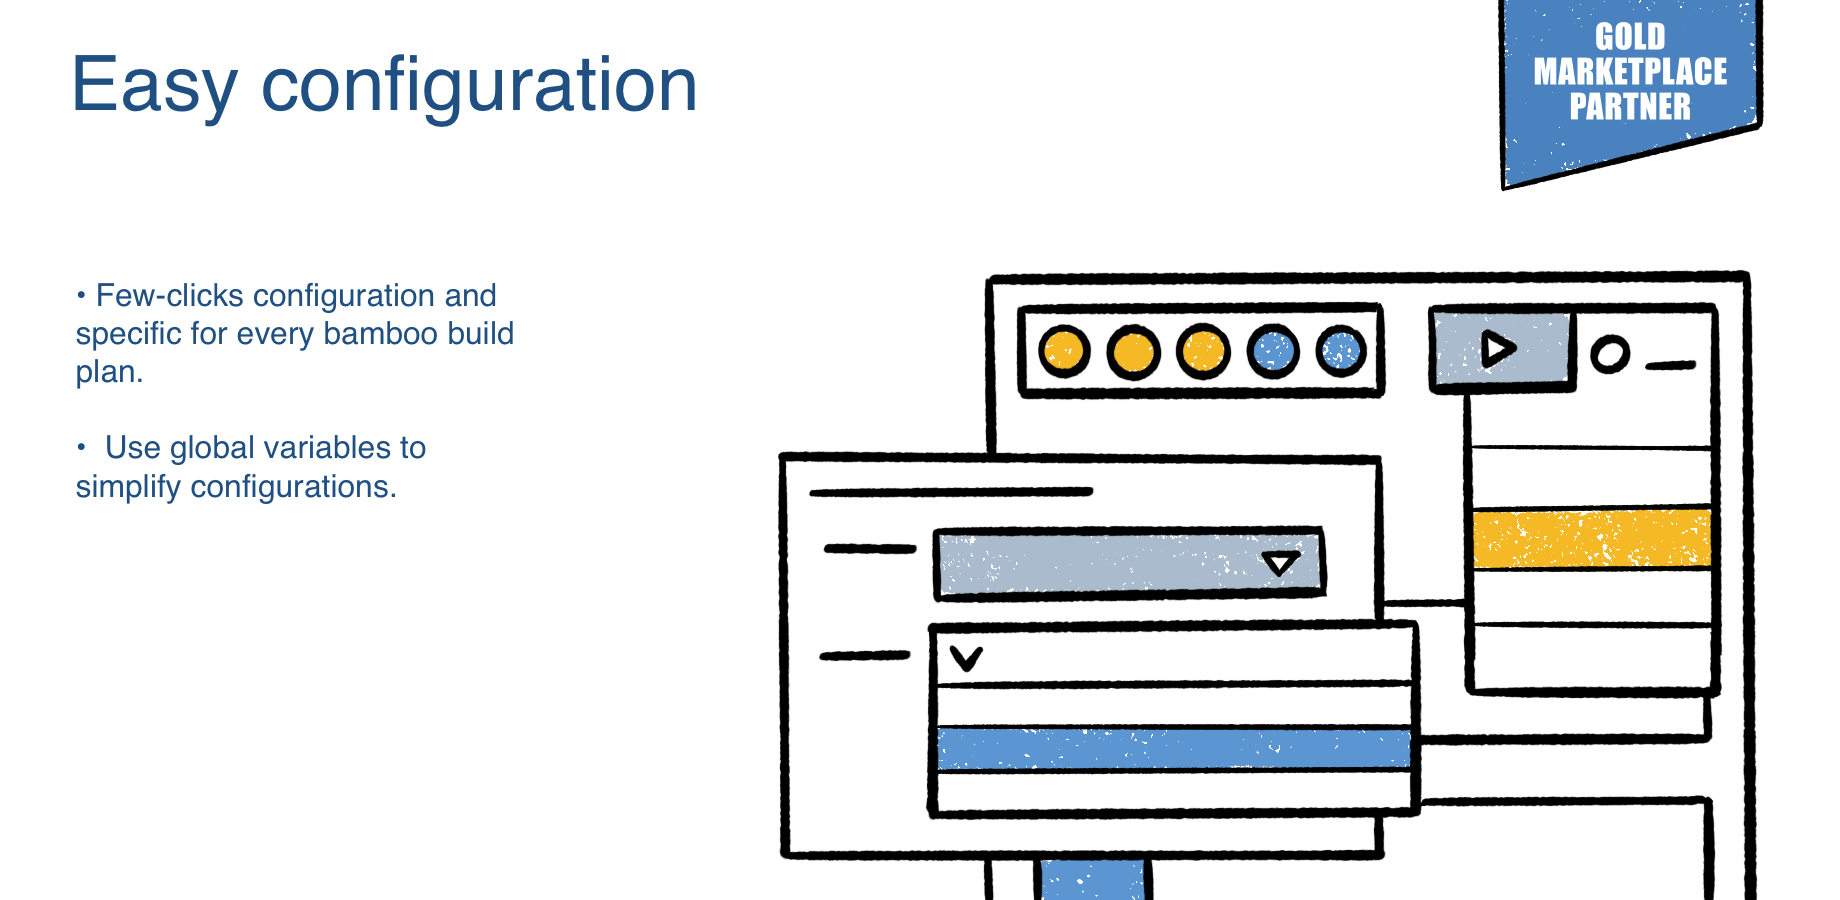 Easy configuration
GOLD
MARKETPLACE
PARTNER
• Few-clicks configuration and
specific for every bamboo build
plan.
•  Use global variables to
simplify configurations.